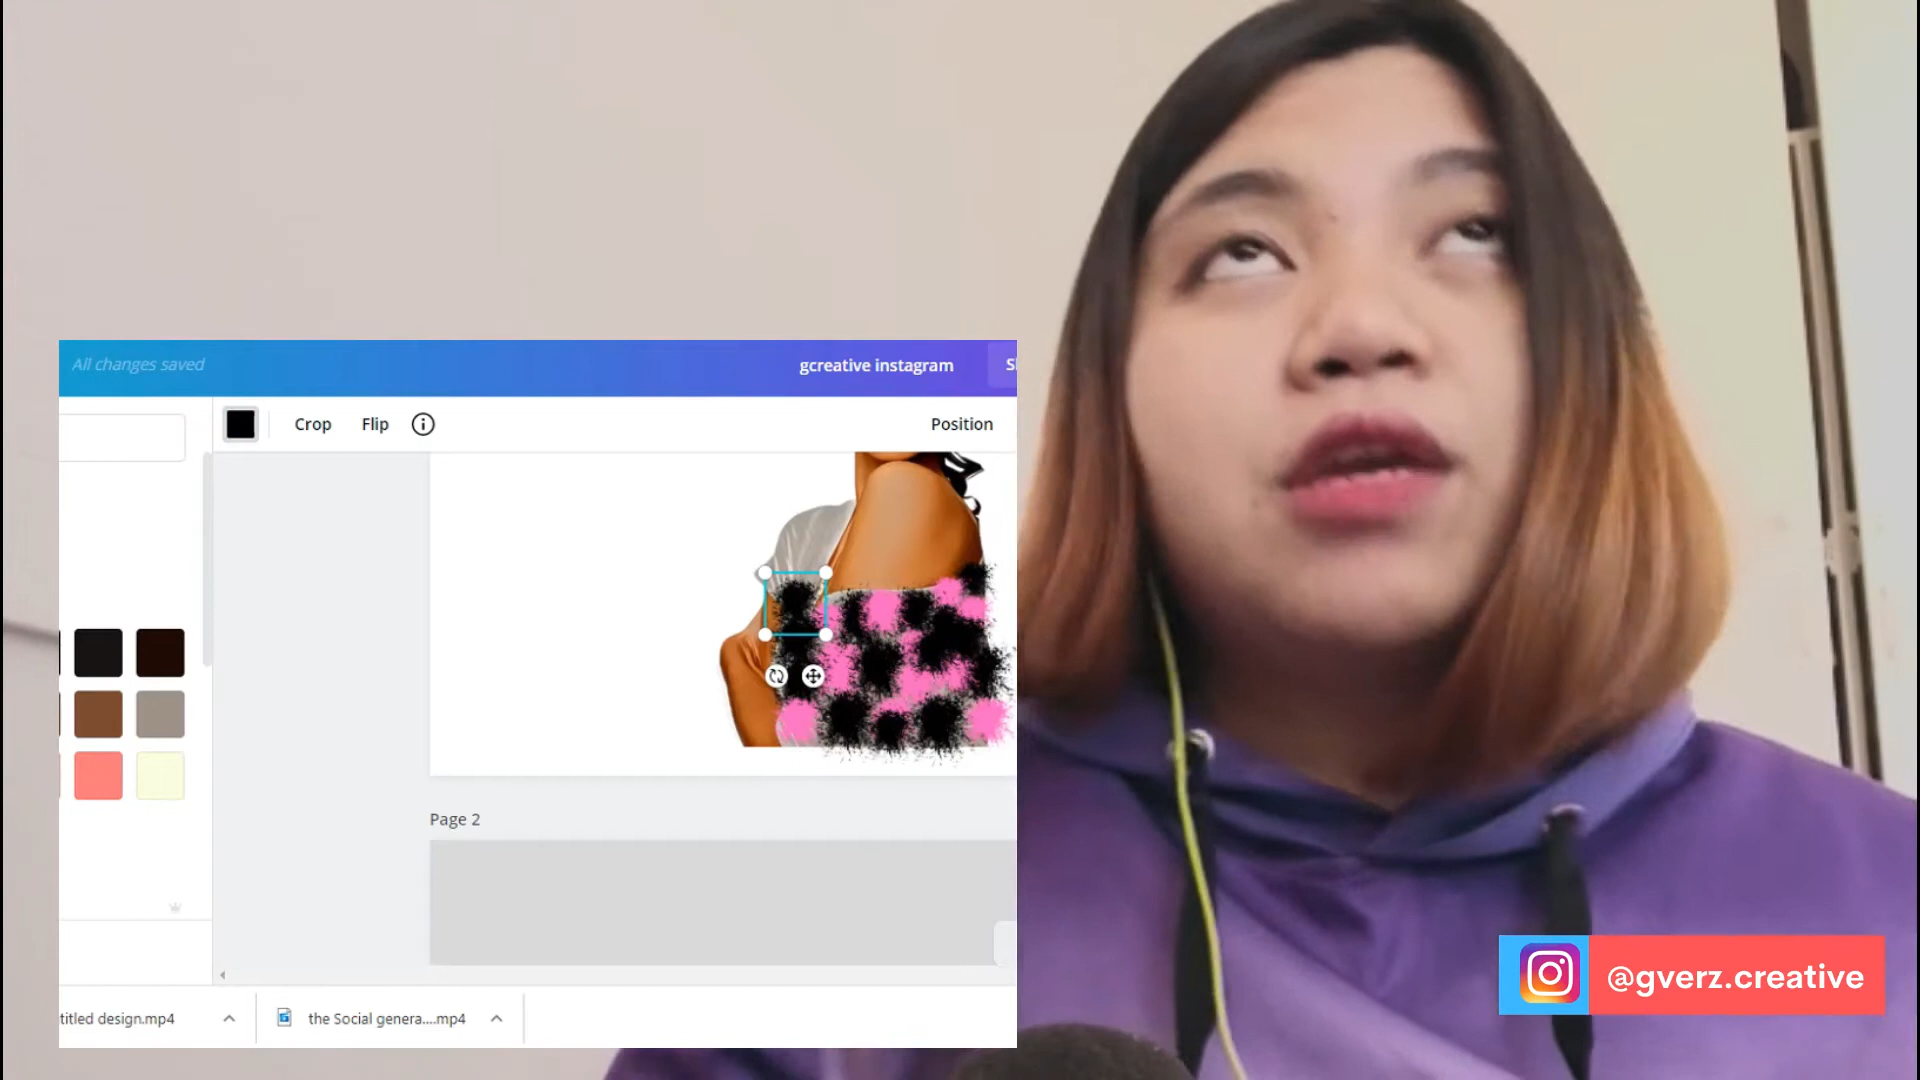 All changes saved
gcreative instagram
Crop
Flip
Position
Page 2
titled design.mp4
the Social genera....mp4
@gverz.creative